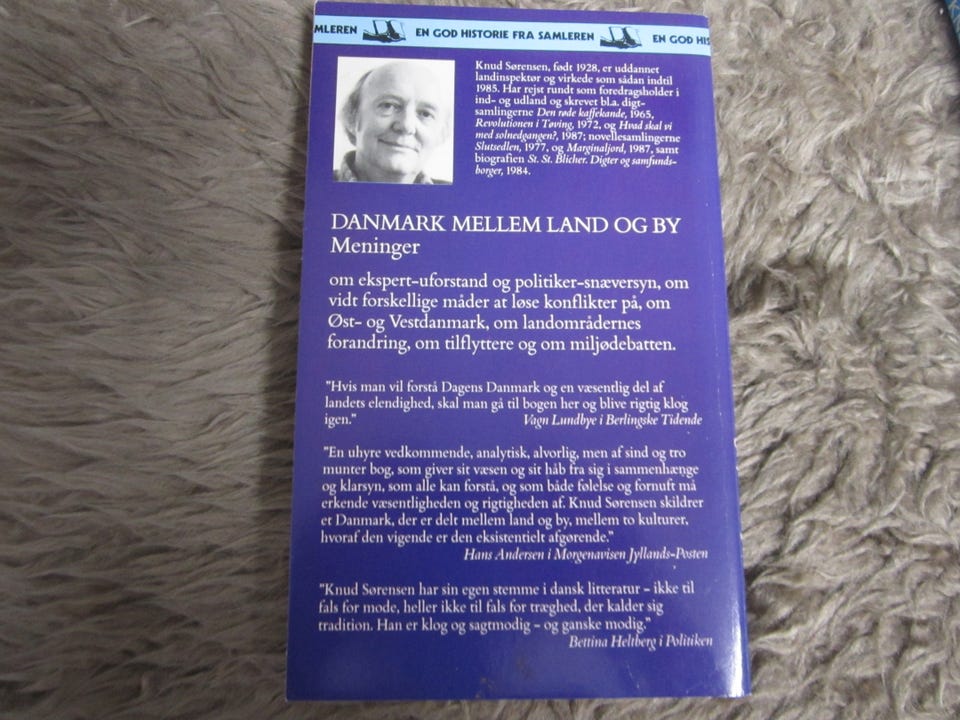 MLEREN EN GOD HISTORIE FRA SAMLEREN EN GOD HIS
Knud Sørensen, født 1928, er uddannet
landinspektør og virkede som sådan indtil
1985. Har rejst rundt som foredragsholder i
ind- og udland og skrevet bl.a. digt-
samlingerne Den røde kaffekande, 1965,
Revolutionen i Tøving, 1972, og Hvad skal vi
med solnedgangen?, 1987; novellesamlingerne
Slutsedlen, 1977, og Marginaljord, 1987, samt
biografien St. St. Blicher. Digter og samfunds-
borger, 1984.
DANMARK MELLEM LAND OG BY
Meninger
om ekspert-uforstand og politiker-snæversyn, om
vidt forskellige måder at løse konflikter på, om
Øst- og Vestdanmark, om landområdernes
forandring, om tilflyttere og om miljødebatten.
"Hvis man vil forstå Dagens Danmark og en væsentlig del af
landets elendighed, skal man gå til bogen her og blive rigtig klog
igen." Vagn Lundbye i Berlingske Tidende
"En uhyre vedkommende, analytisk, alvorlig, men af sind og tro
munter bog, som giver sit væsen og sit håb fra sig i sammenhænge
og klarsyn, som alle kan forstå, og som både følelse og fornuft må
erkende væsentligheden og rigtigheden af. Knud Sørensen skildrer
et Danmark, der er delt mellem land og by, mellem to kulturer,
hvoraf den vigende er den eksistentielt afgørende."
Hans Andersen i Morgenavisen Jyllands-Posten
"Knud Sørensen har sin egen stemme i dansk litteratur – ikke til
fals for mode, heller ikke til fals for træghed, der kalder sig
tradition. Han er klog og sagtmodig – og ganske modig."
Bettina Heltberg i Politiken